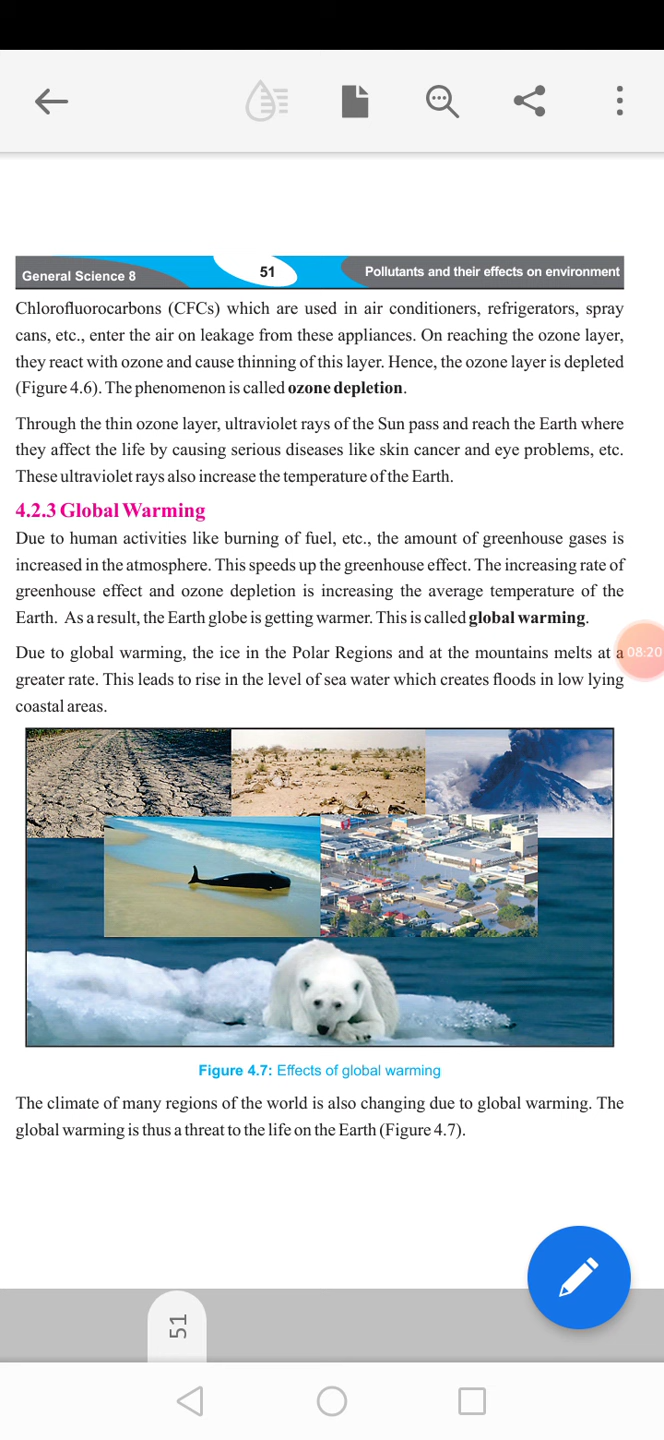 General Science 8
51
Pollutants and their effects on environment
Chlorofluorocarbons (CFCs) which are used in air conditioners, refrigerators, spray
cans, etc., enter the air on leakage from these appliances. On reaching the ozone layer,
they react with ozone and cause thinning of this layer. Hence, the ozone layer is depleted
(Figure 4.6). The phenomenon is called ozone depletion.
Through the thin ozone layer, ultraviolet rays of the Sun pass and reach the Earth where
they affect the life by causing serious diseases like skin cancer and eye problems, etc.
These ultraviolet rays also increase the temperature of the Earth.
4.2.3 Global Warming
Due to human activities like burning of fuel, etc., the amount of greenhouse gases is
increased in the atmosphere. This speeds up the greenhouse effect. The increasing rate of
greenhouse effect and ozone depletion is increasing the average temperature of the
Earth. As a result, the Earth globe is getting warmer. This is called global warming.
Due to global warming, the ice in the Polar Regions and at the mountains melts at a
08:20
greater rate. This leads to rise in the level of sea water which creates floods in low lying
coastal areas.
Figure 4.7: Effects of global warming
The climate of many regions of the world is also changing due to global warming. The
global warming is thus a threat to the life on the Earth (Figure 4.7).
51